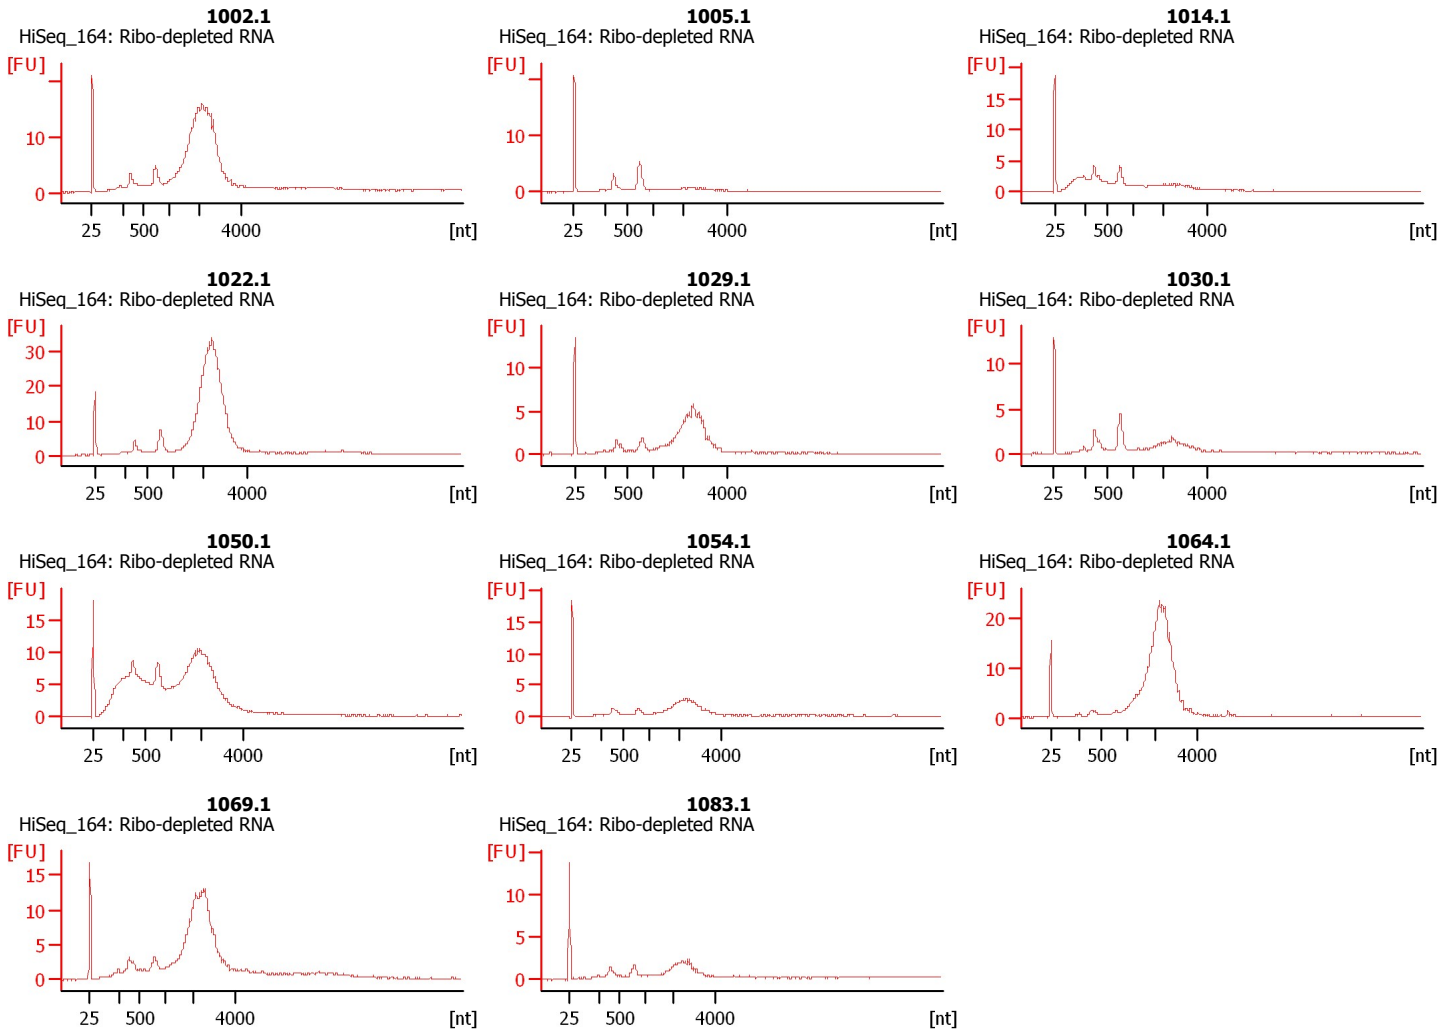 1002.1
HiSeq_164: Ribo-depleted RNA
[FU]
10
0
25 500 4000 [nt]
1005.1
HiSeq_164: Ribo-depleted RNA
[FU]
10
0
25 500 4000 [nt]
1014.1
HiSeq_164: Ribo-depleted RNA
[FU]
15
10
5
0
25 500 4000 [nt]
1022.1
HiSeq_164: Ribo-depleted RNA
[FU]
30
20
10
0
25 500 4000 [nt]
1029.1
HiSeq_164: Ribo-depleted RNA
[FU]
10
5
0
25 500 4000 [nt]
1030.1
HiSeq_164: Ribo-depleted RNA
[FU]
10
5
0
25 500 4000 [nt]
1050.1
HiSeq_164: Ribo-depleted RNA
[FU]
15
10
5
0
25 500 4000 [nt]
1054.1
HiSeq_164: Ribo-depleted RNA
[FU]
15
10
5
0
25 500 4000 [nt]
1064.1
HiSeq_164: Ribo-depleted RNA
[FU]
20
10
0
25 500 4000 [nt]
1069.1
HiSeq_164: Ribo-depleted RNA
[FU]
15
10
5
0
25 500 4000 [nt]
1083.1
HiSeq_164: Ribo-depleted RNA
[FU]
10
5
0
25 500 4000 [nt]